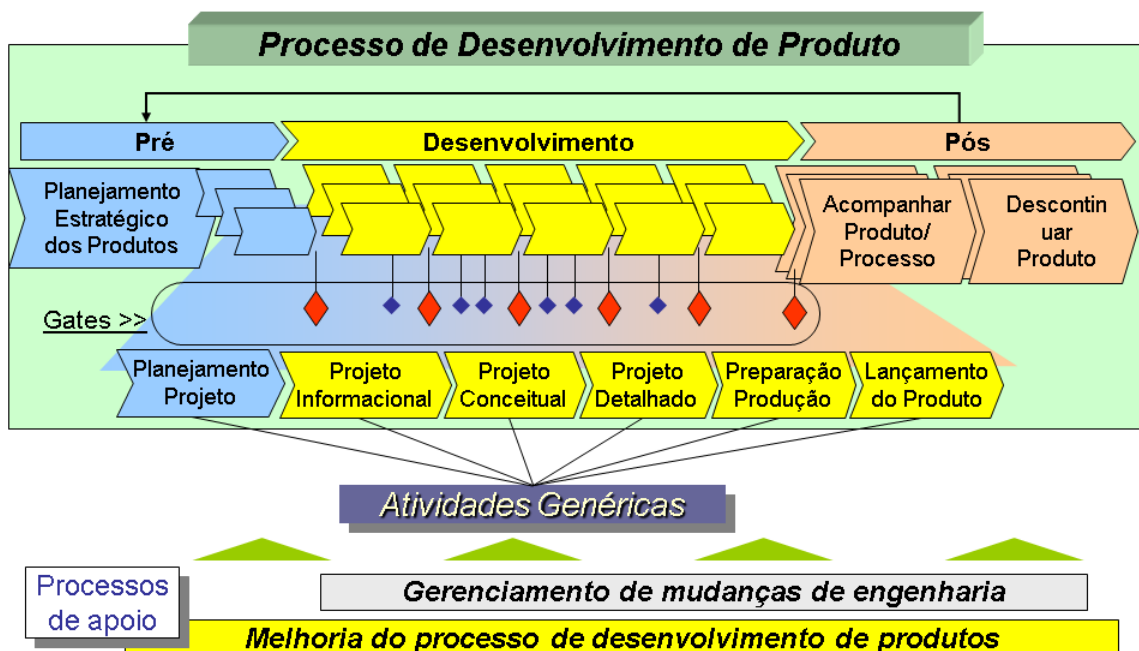 Processo de Desenvolvimento de Produto
Pré
Desenvolvimento
Pós
Planejamento
Estratégico
dos Produtos
Acompanhar
Produto/
Processo
Descontin
uar
Produto
Gates >>
Planejamento
Projeto
Projeto
Informacional
Projeto
Conceitual
Projeto
Detalhado
Preparação
Produção
Lançamento
do Produto
Atividades Genéricas
Processos
de apoio
Gerenciamento de mudanças de engenharia
Melhoria do processo de desenvolvimento de produtos